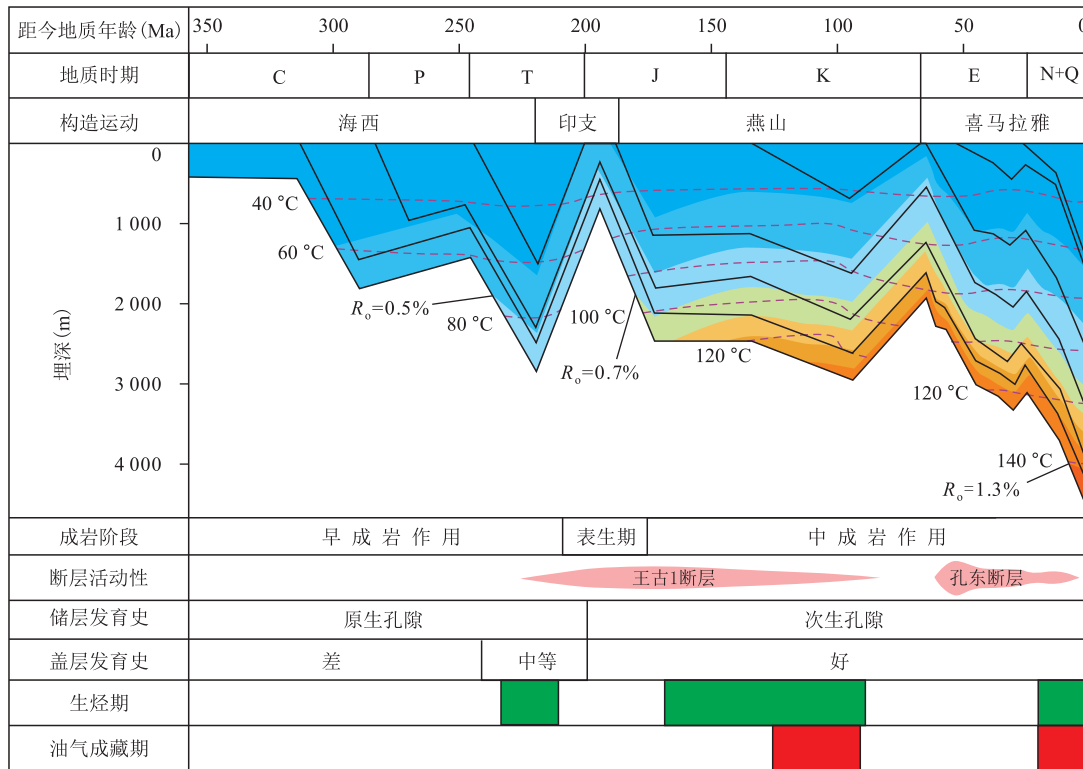 距今地质年龄(Ma) 350 300 250 200 150 100 50 0
地质时期 C P T J K E N+Q
构造运动 海西 印支 燕山 喜马拉雅
埋深(m)
0
1 000
2 000
3 000
4 000
40 °C
60 °C
Ro=0.5%
80 °C
100 °C
Ro=0.7%
120 °C
120 °C
140 °C
Ro=1.3%
成岩阶段 早成岩作用 表生期 中成岩作用
断层活动性 王古1断层 孔东断层
储层发育史 原生孔隙 次生孔隙
盖层发育史 差 中等 好
生烃期
油气成藏期